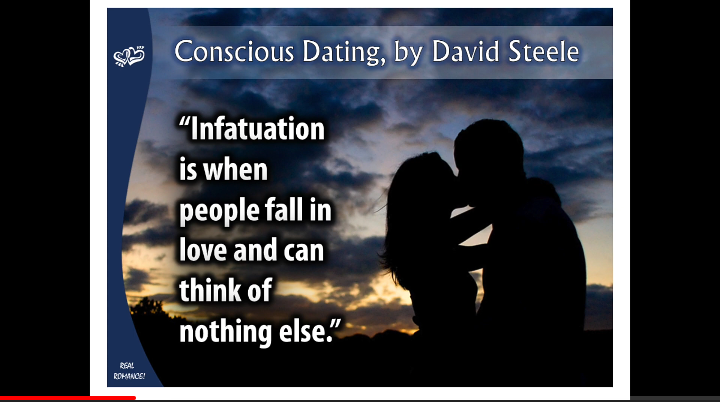 Conscious Dating, by David Steele
“Infatuation
is when
people fall in
love and can
think of
nothing else.”
REAL
ROMANCE!